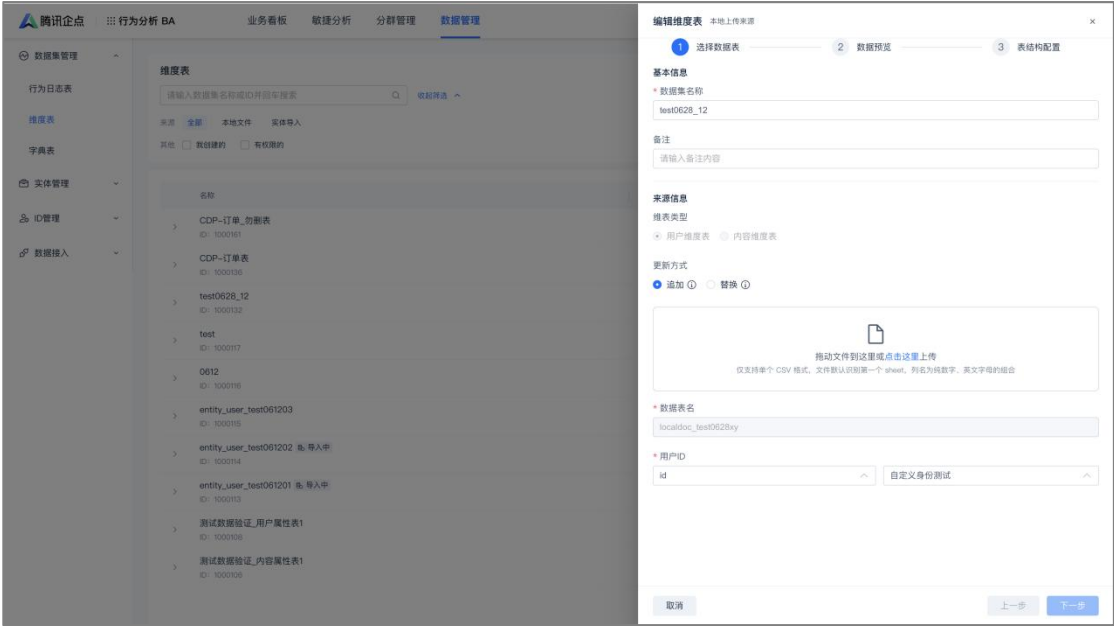 腾讯企点 行为分析 BA 业务看板 敏捷分析 分群管理 数据管理
数据集管理
行为日志表
维度表
字典表
实体管理
ID管理
数据接入
维度表
请输入数据集名称或ID并回车搜索 收起筛选
来源 全部 本地文件 实体导入
其他 我创建的 有权限的
名称
CDP-订单_勿删表
ID: 1000161
CDP-订单表
ID: 1000136
test0628_12
ID: 1000132
test
ID: 1000117
0612
ID: 1000116
entity_user_test061203
ID: 1000115
entity_user_test061202 导入中
ID: 1000114
entity_user_test061201 导入中
ID: 1000113
测试数据验证_用户属性表1
ID: 1000108
测试数据验证_内容属性表1
ID: 1000106
编辑维度表 本地上传来源
1 选择数据表 2 数据预览 3 表结构配置
基本信息
* 数据集名称
test0628_12
备注
请输入备注内容
来源信息
维表类型
用户维度表 内容维度表
更新方式
追加 替换
拖动文件到这里或点击这里上传
仅支持单个 CSV 格式，文件默认识别第一个 sheet，列名为纯数字、英文字母的组合
* 数据表名
localdoc_test0628xy
* 用户ID
id 自定义身份测试
取消 上一步 下一步